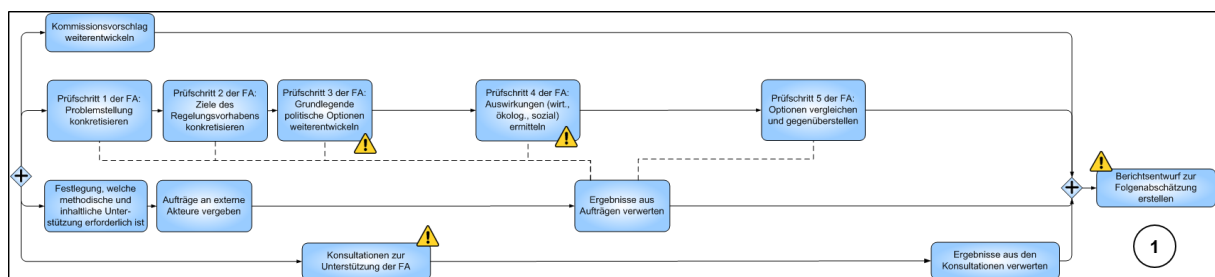 Kommissionsvorschlag
weiterentwickeln
Prüfschritt 1 der FA:
Problemstellung
konkretisieren
Prüfschritt 2 der FA:
Ziele des
Regelungsvorhabens
konkretisieren
Prüfschritt 3 der FA:
Grundlegende
politische Optionen
weiterentwickeln
Prüfschritt 4 der FA:
Auswirkungen (wirt.,
ökolog., sozial)
ermitteln
Prüfschritt 5 der FA:
Optionen vergleichen
und gegenüberstellen
Festlegung, welche
methodische und
inhaltliche Unter-
stützung erforderlich ist
Aufträge an externe
Akteure vergeben
Ergebnisse aus
Aufträgen verwerten
Berichtsentwurf zur
Folgenabschätzung
erstellen
Konsultationen zur
Unterstützung der FA
Ergebnisse aus den
Konsultationen verwerten
1